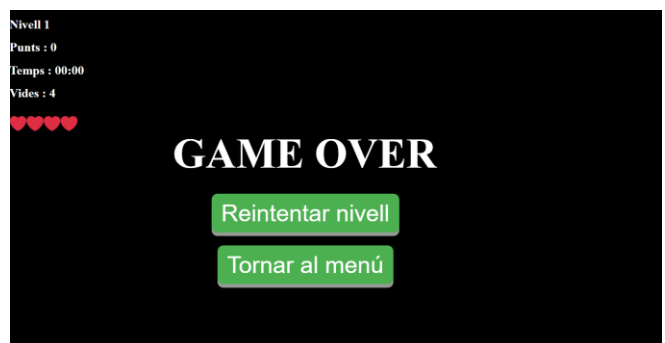 Nivell 1
Punts : 0
Temps : 00:00
Vides : 4
GAME OVER
Reintentar nivell
Tornar al menú